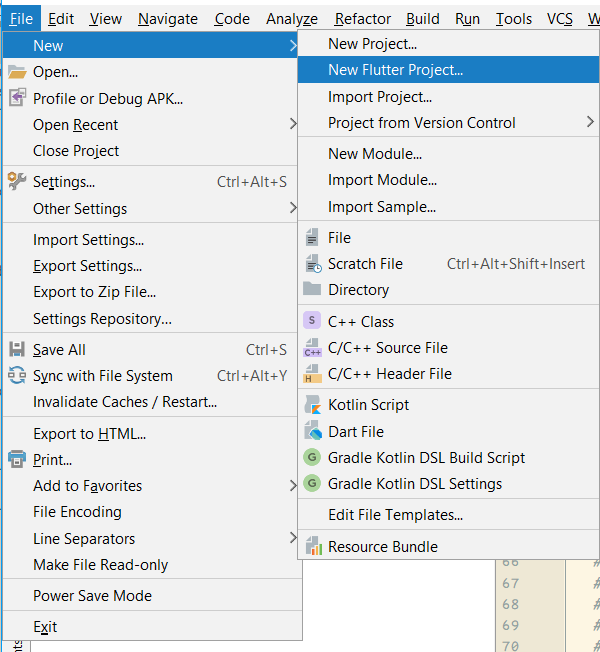 File Edit View Navigate Code Analyze Refactor Build Run Tools VCS
New
Open...
Profile or Debug APK...
Open Recent
Close Project
Settings... Ctrl+Alt+S
Other Settings
Import Settings...
Export Settings...
Export to Zip File...
Settings Repository...
Save All Ctrl+S
Sync with File System Ctrl+Alt+Y
Invalidate Caches / Restart...
Export to HTML...
Print...
Add to Favorites
File Encoding
Line Separators
Make File Read-only
Power Save Mode
Exit
New Project...
New Flutter Project...
Import Project...
Project from Version Control
New Module...
Import Module...
Import Sample...
File
Scratch File Ctrl+Alt+Shift+Insert
Directory
S C++ Class
C++ C/C++ Source File
H C/C++ Header File
Kotlin Script
Dart File
G Gradle Kotlin DSL Build Script
G Gradle Kotlin DSL Settings
Edit File Templates...
Resource Bundle
66 #
67 #
68 #
69 #
70 #